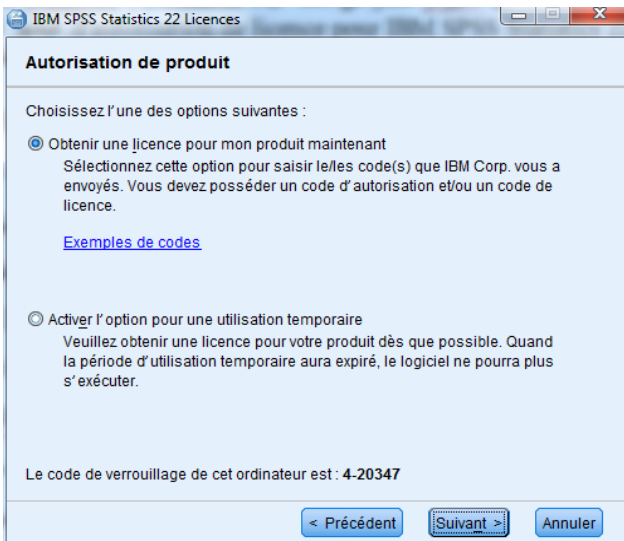 IBM SPSS Statistics 22 Licences
Autorisation de produit
Choisissez l'une des options suivantes :
Obtenir une licence pour mon produit maintenant
Sélectionnez cette option pour saisir le/les code(s) que IBM Corp. vous a
envoyés. Vous devez posséder un code d'autorisation et/ou un code de
licence.
Exemples de codes
Activer l'option pour une utilisation temporaire
Veuillez obtenir une licence pour votre produit dès que possible. Quand
la période d'utilisation temporaire aura expiré, le logiciel ne pourra plus
s'exécuter.
Le code de verrouillage de cet ordinateur est : 4-20347
< Précédent Suivant > Annuler